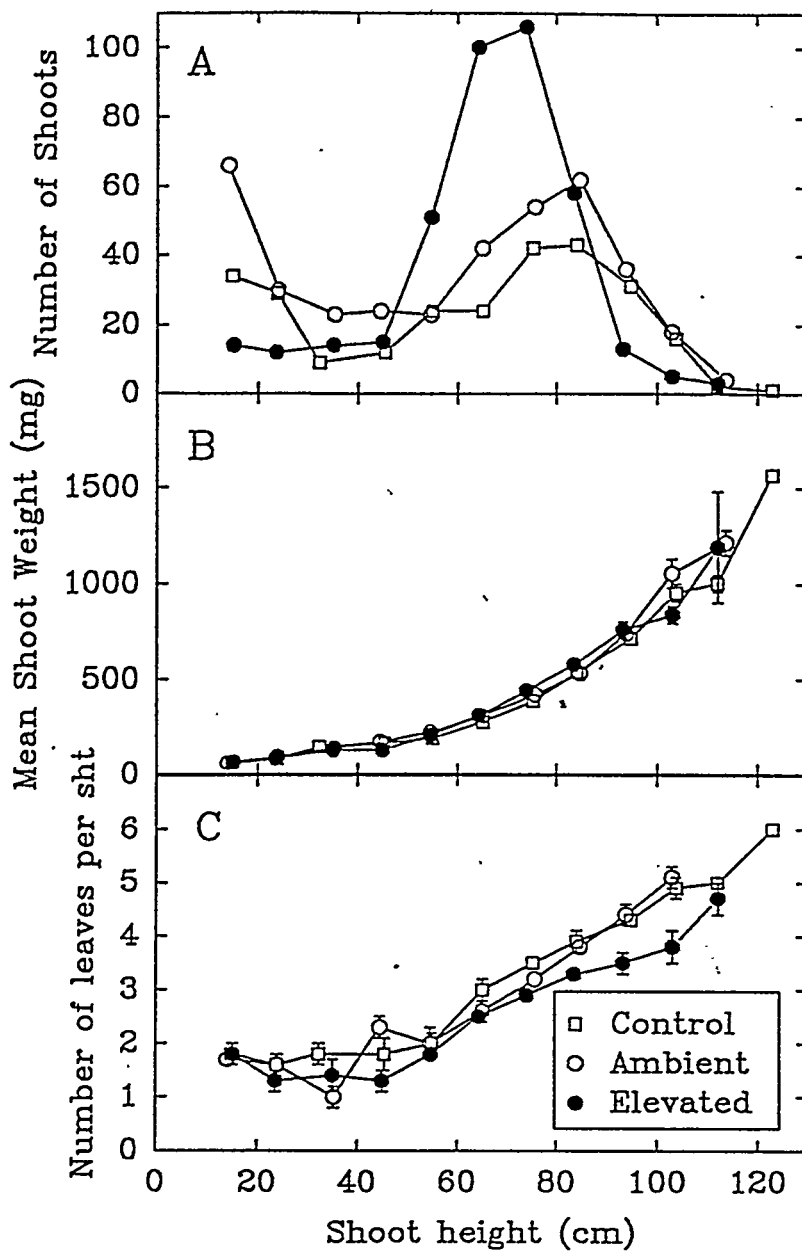 A
Number of Shoots
100
80
60
40
20
0
B
Mean Shoot Weight (mg)
1500
1000
500
0
C
Number of leaves per sht
6
5
4
3
2
1
0
Control
Ambient
Elevated
0 20 40 60 80 100 120
Shoot height (cm)